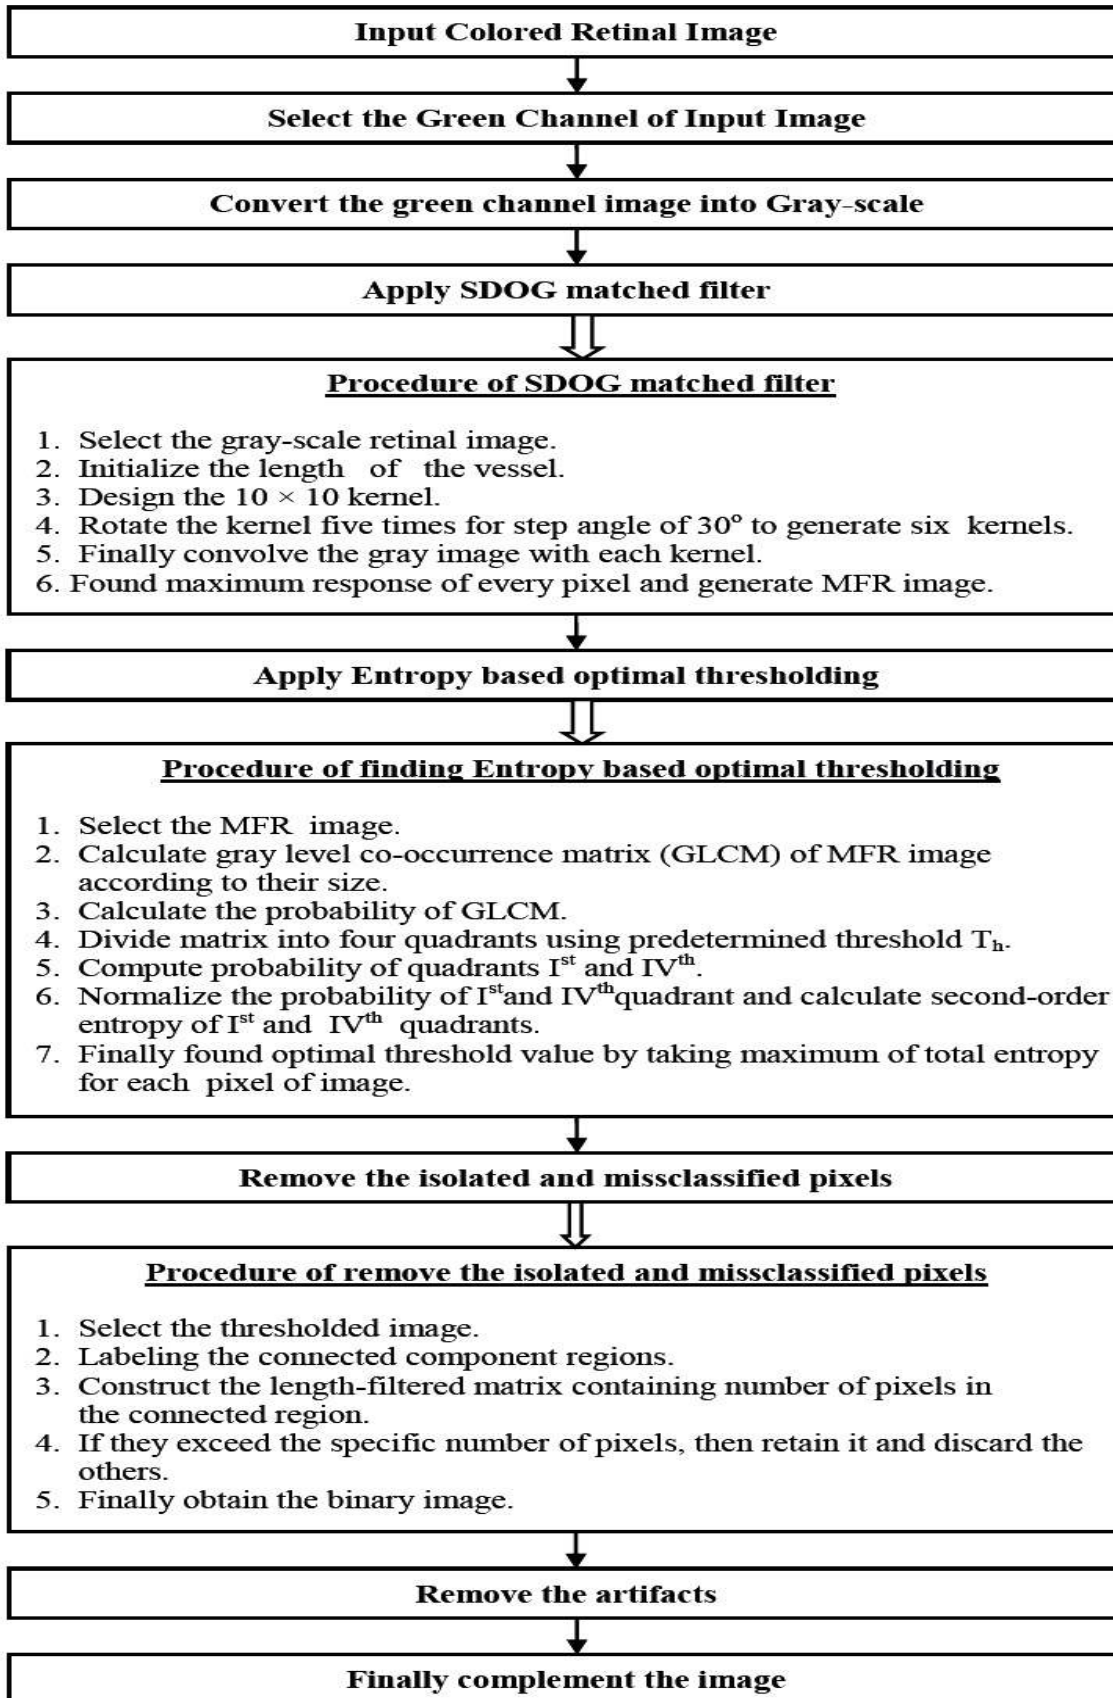 Input Colored Retinal Image
Select the Green Channel of Input Image
Convert the green channel image into Gray-scale
Apply SDOG matched filter
Procedure of SDOG matched filter
1. Select the gray-scale retinal image.
2. Initialize the length of the vessel.
3. Design the 10 × 10 kernel.
4. Rotate the kernel five times for step angle of 30° to generate six kernels.
5. Finally convolve the gray image with each kernel.
6. Found maximum response of every pixel and generate MFR image.
Apply Entropy based optimal thresholding
Procedure of finding Entropy based optimal thresholding
1. Select the MFR image.
2. Calculate gray level co-occurrence matrix (GLCM) of MFR image
according to their size.
3. Calculate the probability of GLCM.
4. Divide matrix into four quadrants using predetermined threshold Th.
5. Compute probability of quadrants Ist and IVth.
6. Normalize the probability of Istand IVthquadrant and calculate second-order
entropy of Ist and IVth quadrants.
7. Finally found optimal threshold value by taking maximum of total entropy
for each pixel of image.
Remove the isolated and missclassified pixels
Procedure of remove the isolated and missclassified pixels
1. Select the thresholded image.
2. Labeling the connected component regions.
3. Construct the length-filtered matrix containing number of pixels in
the connected region.
4. If they exceed the specific number of pixels, then retain it and discard the
others.
5. Finally obtain the binary image.
Remove the artifacts
Finally complement the image